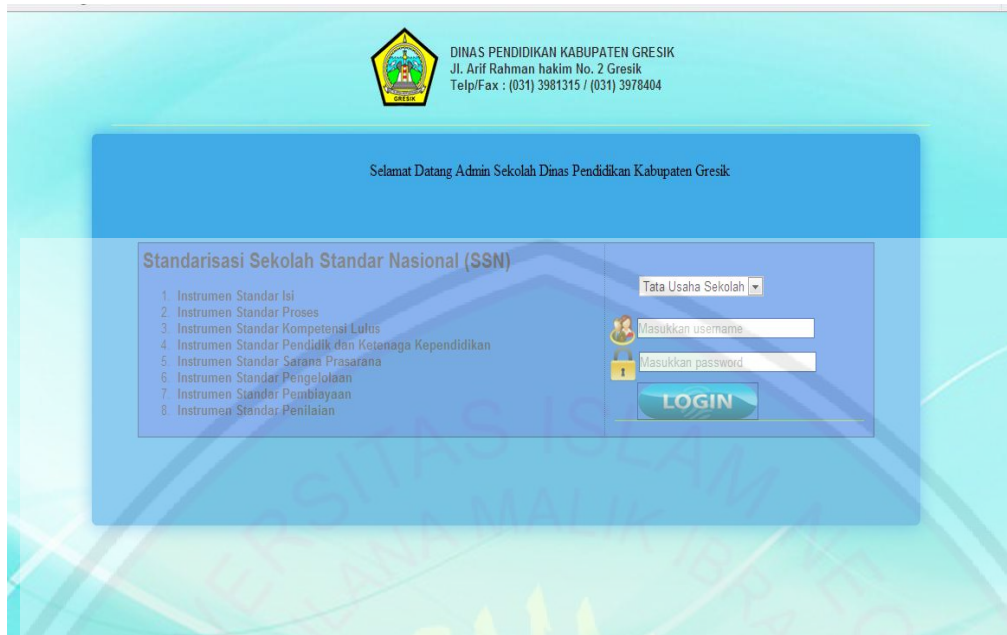 GRESIK
DINAS PENDIDIKAN KABUPATEN GRESIK
Jl. Arif Rahman hakim No. 2 Gresik
Telp/Fax : (031) 3981315 / (031) 3978404
Selamat Datang Admin Sekolah Dinas Pendidikan Kabupaten Gresik
Standarisasi Sekolah Standar Nasional (SSN)
1. Instrumen Standar Isi
2. Instrumen Standar Proses
3. Instrumen Standar Kompetensi Lulus
4. Instrumen Standar Pendidik dan Ketenaga Kependidikan
5. Instrumen Standar Sarana Prasarana
6. Instrumen Standar Pengelolaan
7. Instrumen Standar Pembiayaan
8. Instrumen Standar Penilaian
Tata Usaha Sekolah
Masukkan username
Masukkan password
LOGIN